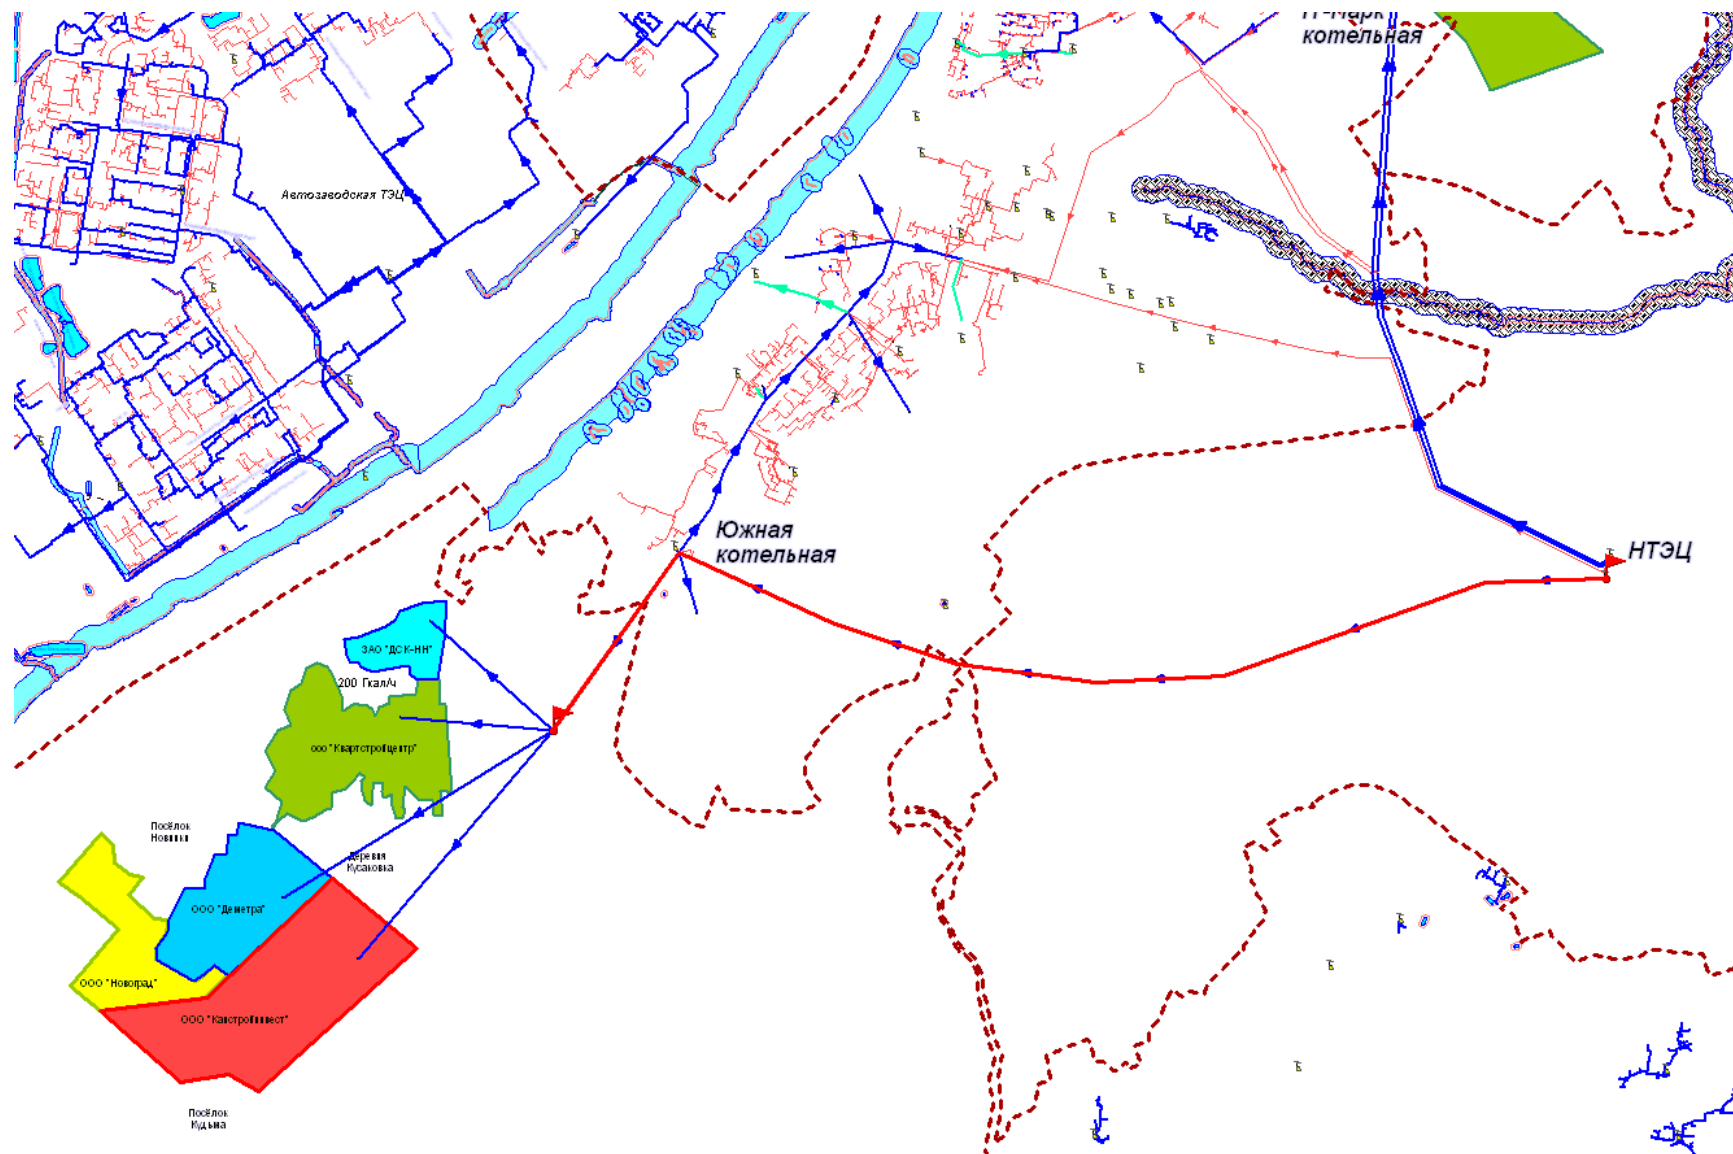 котельная
Автозаводская ТЭЦ
Южная
котельная
НТЭЦ
ЗАО "ДСК-НН"
200 Гкал/ч
ооо "Квартстройцентр"
Посёлок
Новинки
Деревня
Кусаковка
ООО "Деметра"
ООО "Новоград"
ООО "Канстройинвест"
Посёлок
Кудьма